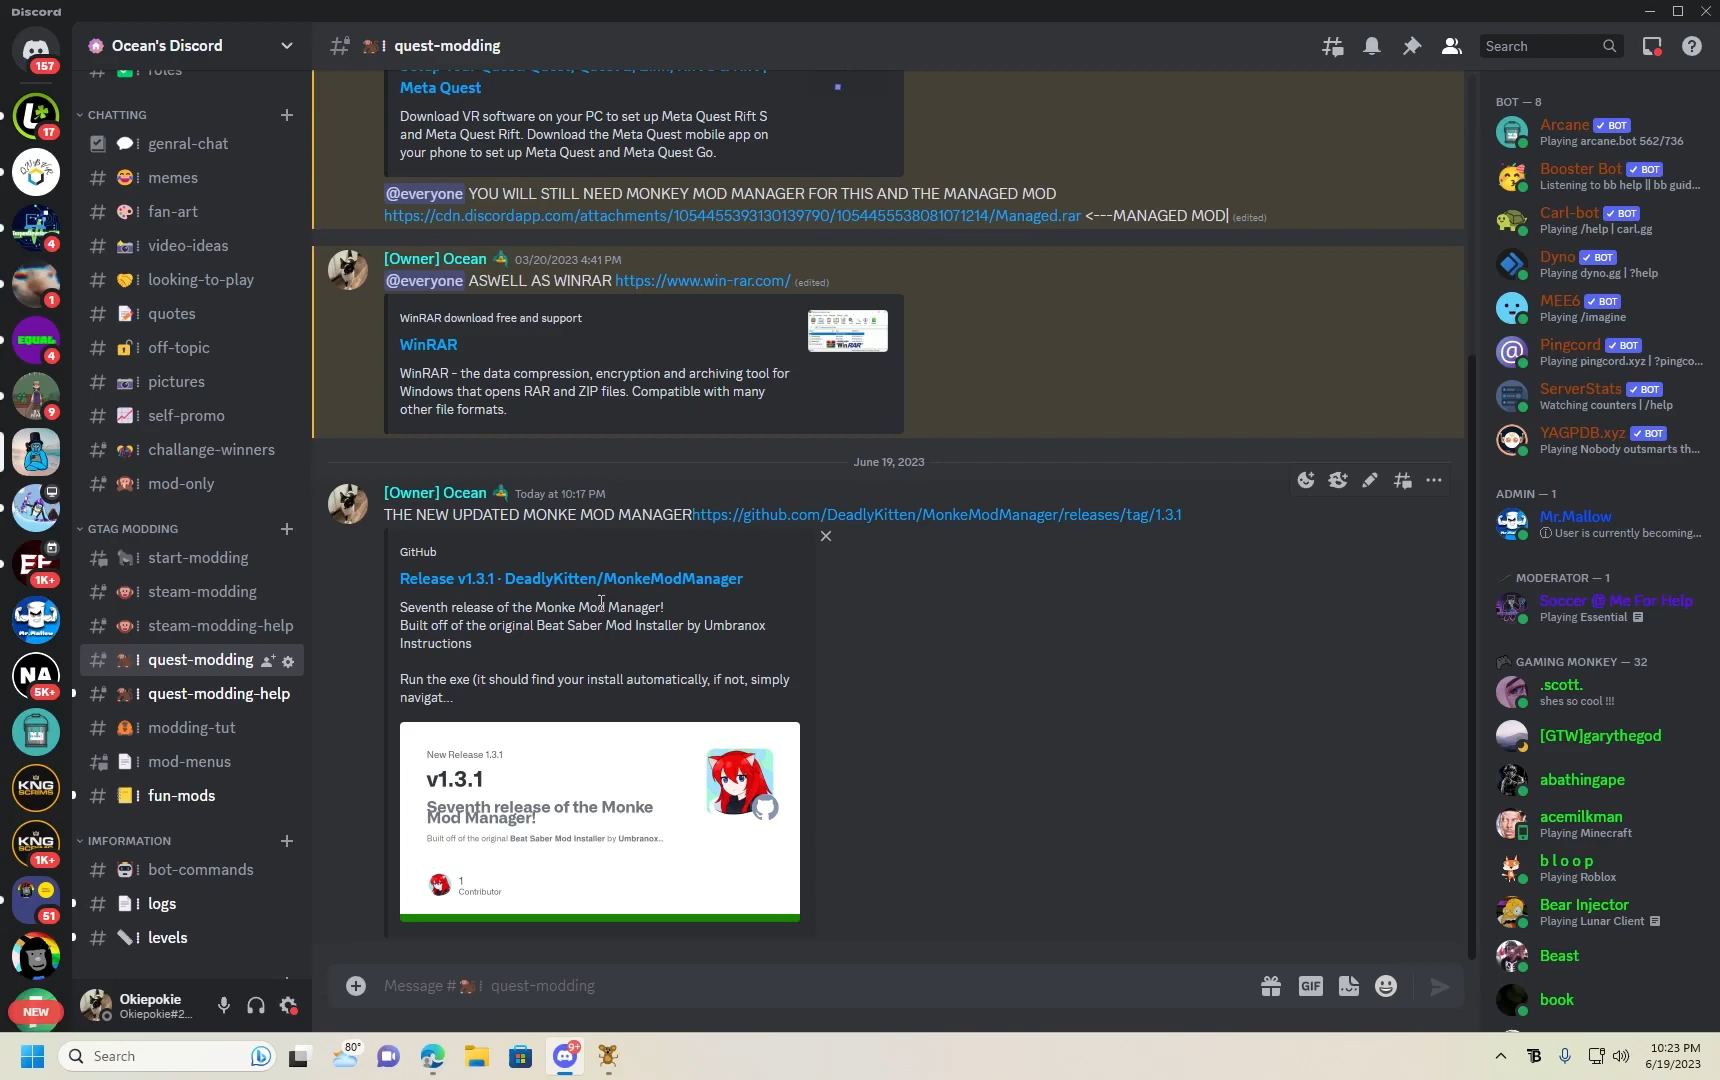 Discord
157
17
4
1
4
9
1K+
5K+
1K+
51
NEW
EQUAL
NA
KNG
SCRIMS
KNG
Mr.Mallow
Ocean's Discord
roles
CHATTING
genral-chat
memes
fan-art
video-ideas
looking-to-play
quotes
off-topic
pictures
self-promo
challange-winners
mod-only
GTAG MODDING
start-modding
steam-modding
steam-modding-help
quest-modding
quest-modding-help
modding-tut
mod-menus
fun-mods
IMFORMATION
bot-commands
logs
levels
Okiepokie
Okiepokie#2...
quest-modding
Search
Meta Quest
Download VR software on your PC to set up Meta Quest Rift S
and Meta Quest Rift. Download the Meta Quest mobile app on
your phone to set up Meta Quest and Meta Quest Go.
@everyone YOU WILL STILL NEED MONKEY MOD MANAGER FOR THIS AND THE MANAGED MOD
https://cdn.discordapp.com/attachments/1054455393130139790/1054455538081071214/Managed.rar <---MANAGED MOD| (edited)
[Owner] Ocean 03/20/2023 4:41 PM
@everyone ASWELL AS WINRAR https://www.win-rar.com/ (edited)
WinRAR download free and support
WinRAR
WinRAR - the data compression, encryption and archiving tool for
Windows that opens RAR and ZIP files. Compatible with many
other file formats.
WinRAR
June 19, 2023
[Owner] Ocean Today at 10:17 PM
THE NEW UPDATED MONKE MOD MANAGERhttps://github.com/DeadlyKitten/MonkeModManager/releases/tag/1.3.1
GitHub
Release v1.3.1 · DeadlyKitten/MonkeModManager
Seventh release of the Monke Mod Manager!
Built off of the original Beat Saber Mod Installer by Umbranox
Instructions
Run the exe (it should find your install automatically, if not, simply
navigat...
New Release 1.3.1
v1.3.1
Seventh release of the Monke
Mod Manager!
Built off of the original Beat Saber Mod Installer by Umbranox...
1
Contributor
Message # quest-modding
GIF
BOT — 8
Arcane BOT
Playing arcane.bot 562/736
Booster Bot BOT
Listening to bb help || bb guid...
Carl-bot BOT
Playing /help | carl.gg
Dyno BOT
Playing dyno.gg | ?help
MEE6 BOT
Playing /imagine
Pingcord BOT
Playing pingcord.xyz | ?pingco...
ServerStats BOT
Watching counters | /help
YAGPDB.xyz BOT
Playing Nobody outsmarts th...
ADMIN — 1
Mr.Mallow
User is currently becoming...
MODERATOR — 1
Soccer @ Me For Help
Playing Essential
GAMING MONKEY — 32
.scott.
shes so cool !!!
[GTW]garythegod
abathingape
acemilkman
Playing Minecraft
b l o o p
Playing Roblox
Bear Injector
Playing Lunar Client
Beast
book
Search
80°
9+
10:23 PM
6/19/2023